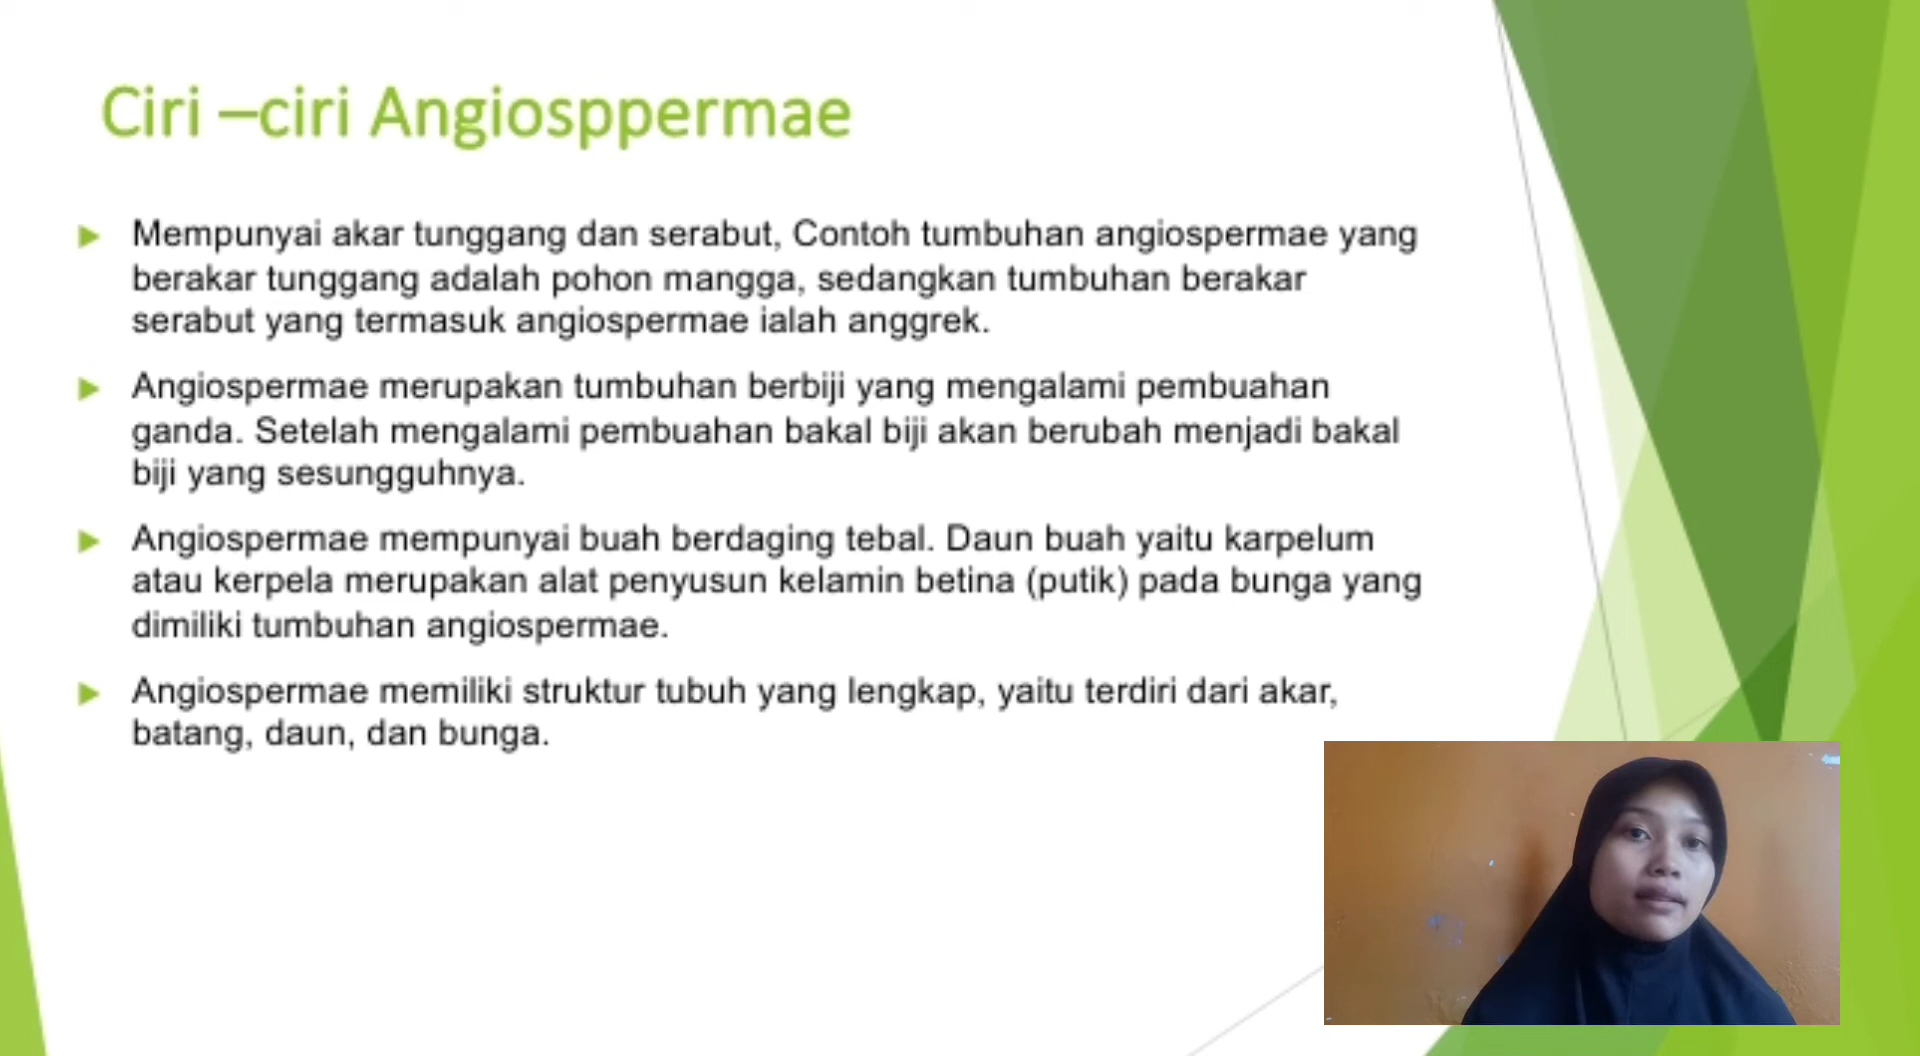 Ciri –ciri Angiosppermae
Mempunyai akar tunggang dan serabut, Contoh tumbuhan angiospermae yang
berakar tunggang adalah pohon mangga, sedangkan tumbuhan berakar
serabut yang termasuk angiospermae ialah anggrek.
Angiospermae merupakan tumbuhan berbiji yang mengalami pembuahan
ganda. Setelah mengalami pembuahan bakal biji akan berubah menjadi bakal
biji yang sesungguhnya.
Angiospermae mempunyai buah berdaging tebal. Daun buah yaitu karpelum
atau kerpela merupakan alat penyusun kelamin betina (putik) pada bunga yang
dimiliki tumbuhan angiospermae.
Angiospermae memiliki struktur tubuh yang lengkap, yaitu terdiri dari akar,
batang, daun, dan bunga.